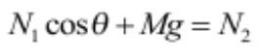 N₁ cosθ + Mg = N₂